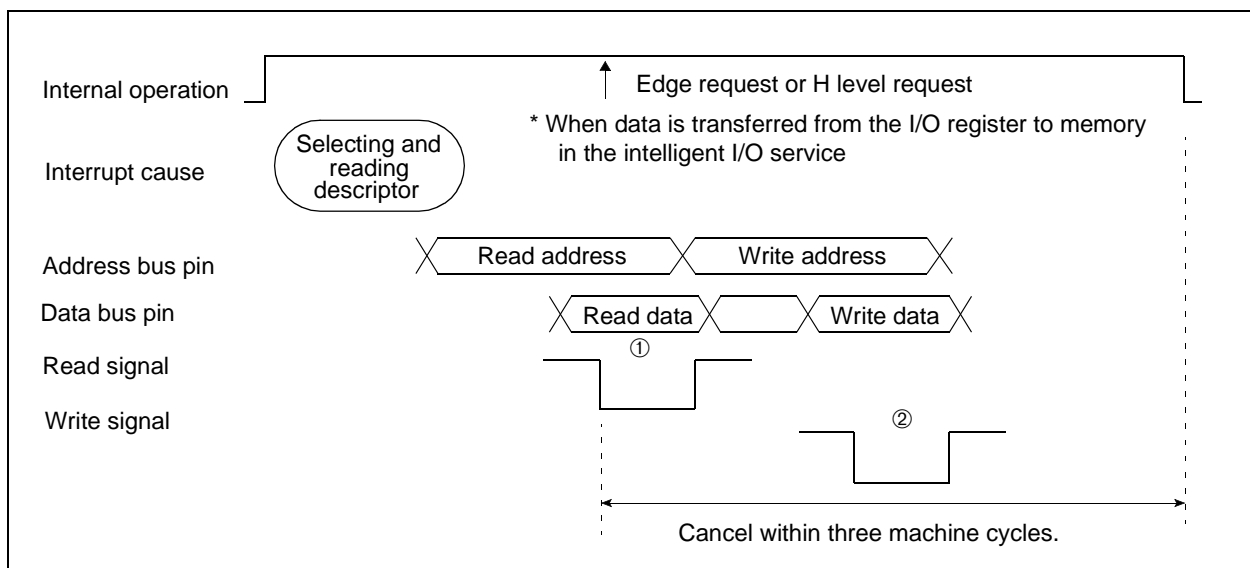 Internal operation
Edge request or H level request
* When data is transferred from the I/O register to memory
in the intelligent I/O service
Interrupt cause
Selecting and
reading
descriptor
Address bus pin
Read address
Write address
Data bus pin
Read data
Write data
Read signal
①
Write signal
②
Cancel within three machine cycles.